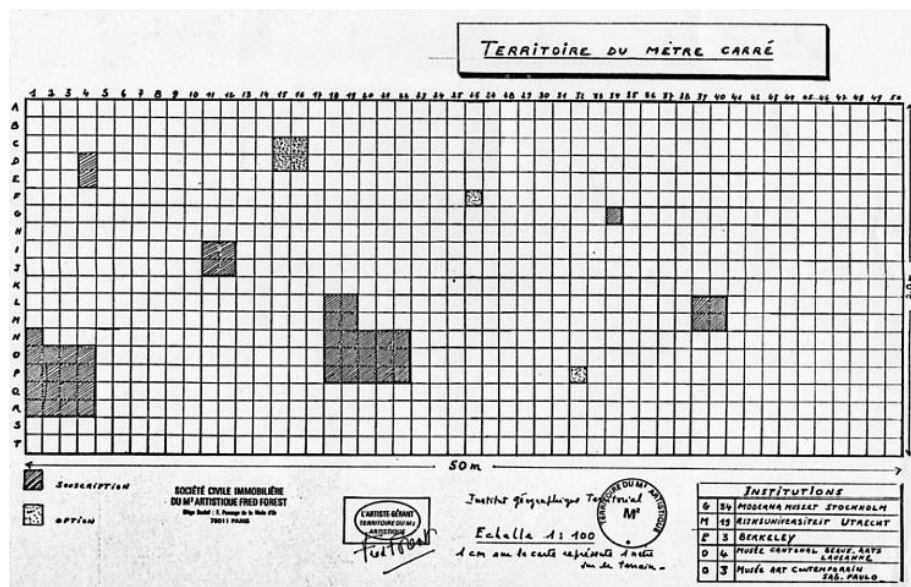 TERRITOIRE DU MÈTRE CARRÉ
1 2 3 4 5 6 7 8 9 10 11 12 13 14 15 16 17 18 19 20 21 22 23 24 25 26 27 28 29 30 31 32 33 34 35 36 37 38 39 40 41 42 43 44 45 46 47 48 49 50
A
B
C
D
E
F
G
H
I
J
K
L
M
N
O
P
Q
R
S
T
50 m
SUSCRIPTION
OPTION
SOCIÉTÉ CIVILE IMMOBILIÈRE
DU M² ARTISTIQUE FRED FOREST
75011 PARIS
L'ARTISTE-GÉRANT
TERRITOIRE DU M²
ARTISTIQUE
Institut géographique Territorial
Echelle 1: 100
1 cm sur la carte représente 1 mètre
sur le terrain -
TERRITOIRE DU M² ARTISTIQUE
M²
INSTITUTIONS
G 34 MODERNA MUSEET STOCKHOLM
M 19 RIJKSUNIVERSITEIT UTRECHT
P 3 BERKELEY
O 4 MUSÉE CANTONAL BEAUX-ARTS
LAUSANNE
O 3 MUSÉE ART CONTEMPORAIN
SAO. PAULO